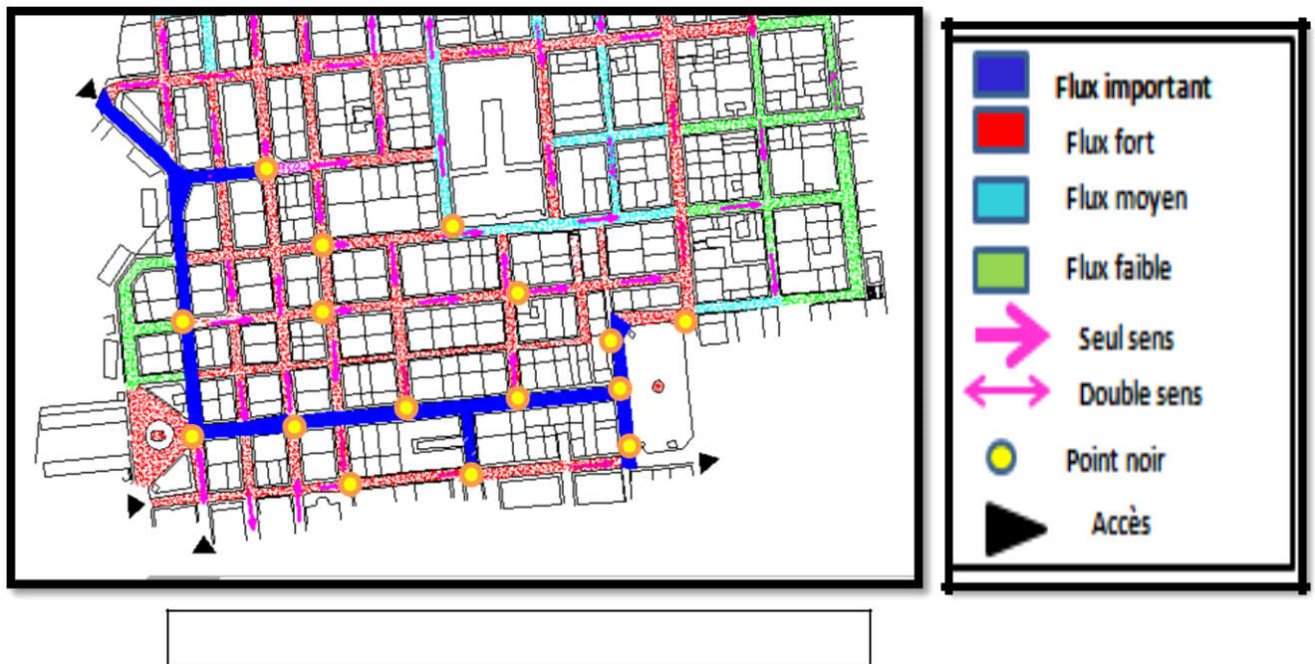 Flux important
Flux fort
Flux moyen
Flux faible
Seul sens
Double sens
Point noir
Accès